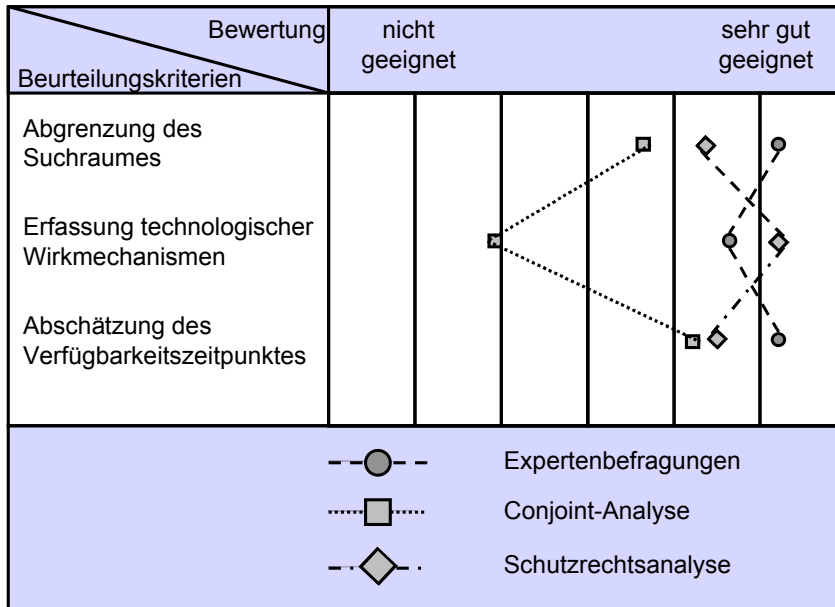 Bewertung
Beurteilungskriterien
nicht
geeignet
sehr gut
geeignet
Abgrenzung des
Suchraumes
Erfassung technologischer
Wirkmechanismen
Abschätzung des
Verfügbarkeitszeitpunktes
Expertenbefragungen
Conjoint-Analyse
Schutzrechtsanalyse